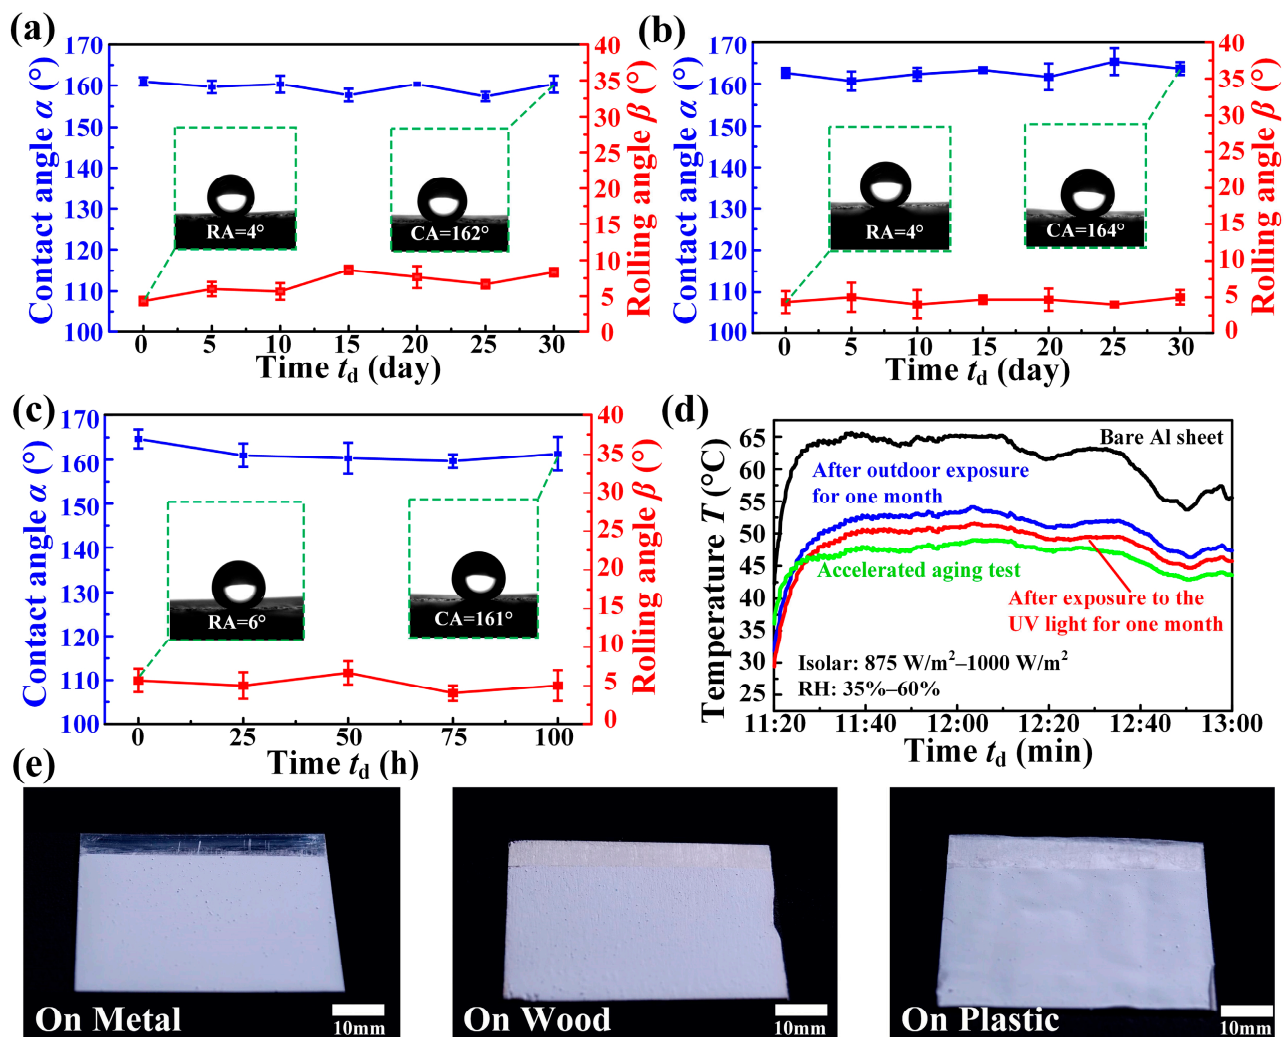 (a)
170
160
150
140
130
120
110
100
Contact angle α (°)
40
35
30
25
20
15
10
5
0
Rolling angle β (°)
RA=4°
CA=162°
0 5 10 15 20 25 30
Time td (day)
(b)
170
160
150
140
130
120
110
100
Contact angle α (°)
40
35
30
25
20
15
10
5
0
Rolling angle β (°)
RA=4°
CA=164°
0 5 10 15 20 25 30
Time td (day)
(c)
170
160
150
140
130
120
110
100
Contact angle α (°)
40
35
30
25
20
15
10
5
0
Rolling angle β (°)
RA=6°
CA=161°
0 25 50 75 100
Time td (h)
(d)
65
60
55
50
45
40
35
30
25
Temperature T (°C)
Bare Al sheet
After outdoor exposure
for one month
Accelerated aging test
After exposure to the
UV light for one month
Isolar: 875 W/m²–1000 W/m²
RH: 35%–60%
11:20 11:40 12:00 12:20 12:40 13:00
Time td (min)
(e)
On Metal
10mm
On Wood
10mm
On Plastic
10mm